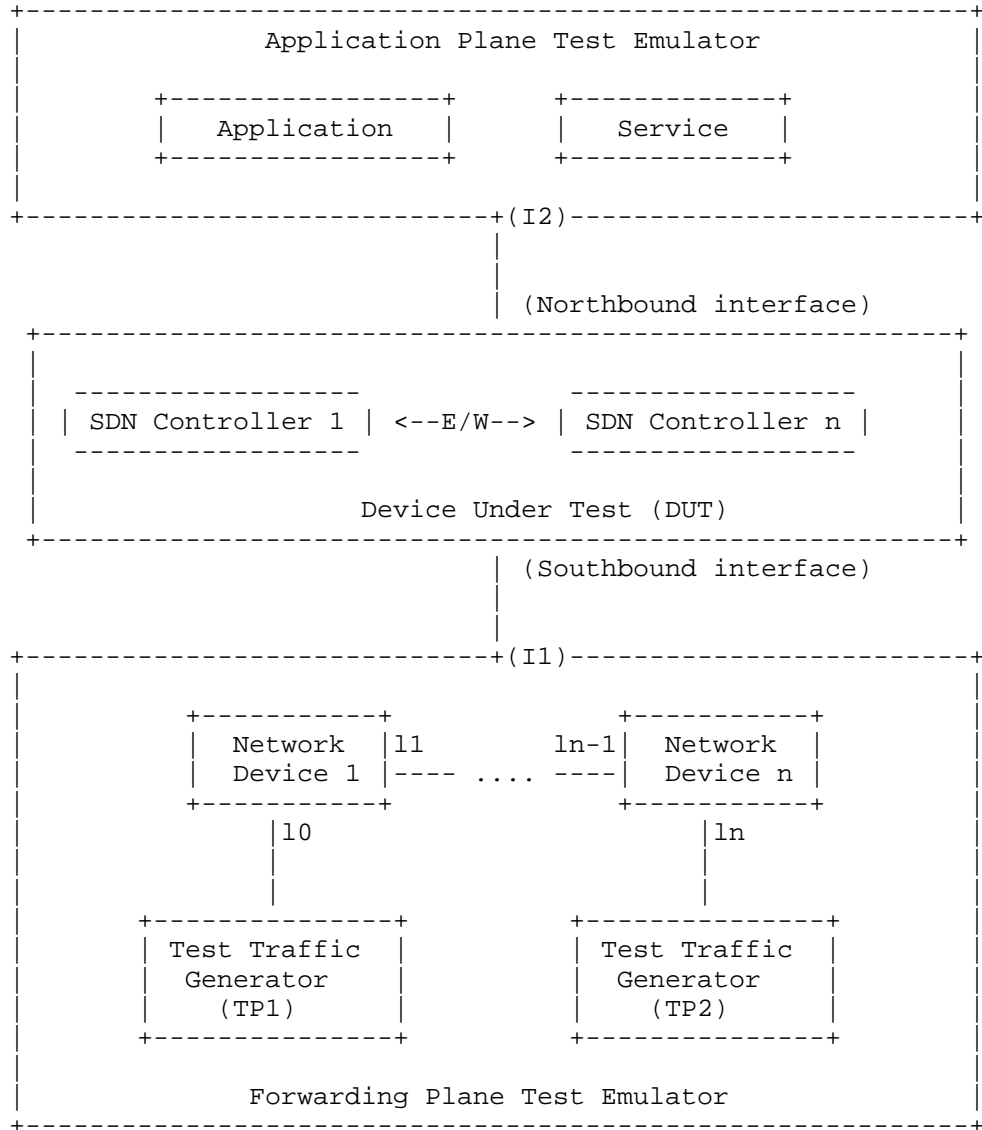 Application Plane Test Emulator
Application Service
(I2)
(Northbound interface)
SDN Controller 1 <--E/W--> SDN Controller n
Device Under Test (DUT)
(Southbound interface)
(I1)
Network l1 ln-1 Network
Device 1 ---- .... ---- Device n
l0 ln
Test Traffic Test Traffic
Generator Generator
(TP1) (TP2)
Forwarding Plane Test Emulator